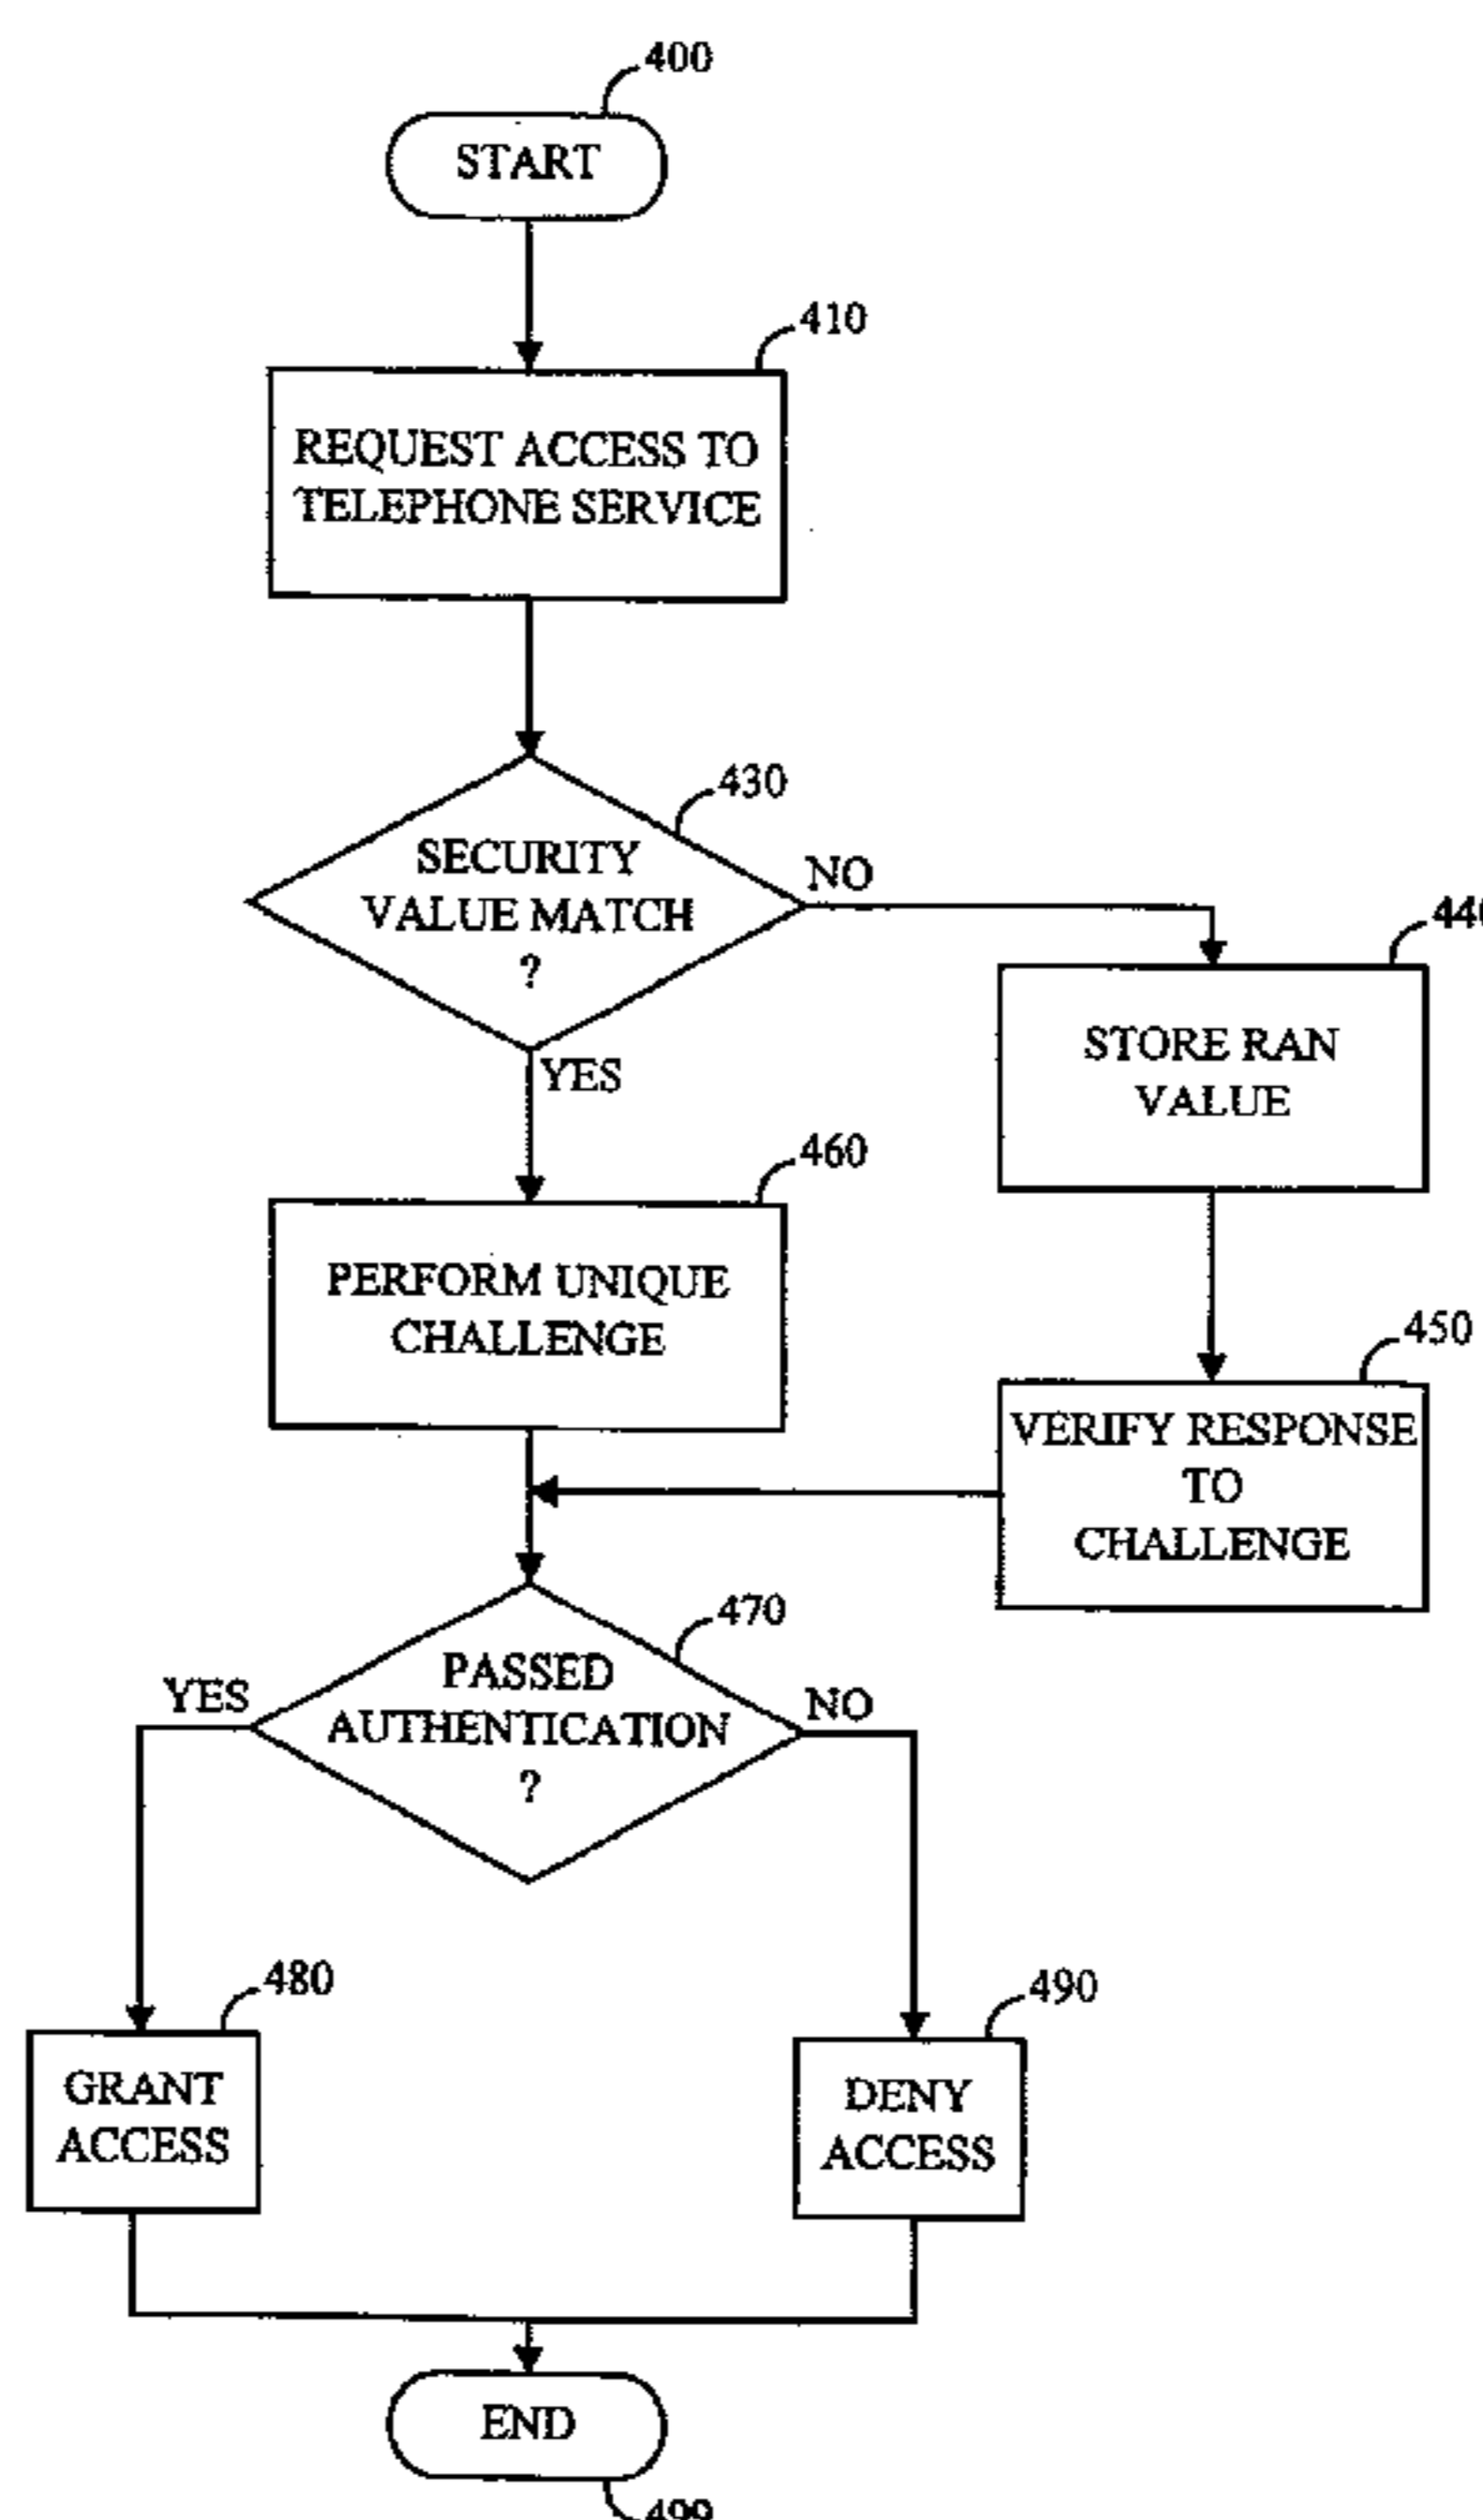 400
START
410
REQUEST ACCESS TO
TELEPHONE SERVICE
430
SECURITY
VALUE MATCH
?
NO
YES
440
STORE RAN
VALUE
460
PERFORM UNIQUE
CHALLENGE
450
VERIFY RESPONSE
TO
CHALLENGE
470
PASSED
AUTHENTICATION
?
YES
NO
480
GRANT
ACCESS
490
DENY
ACCESS
END
499